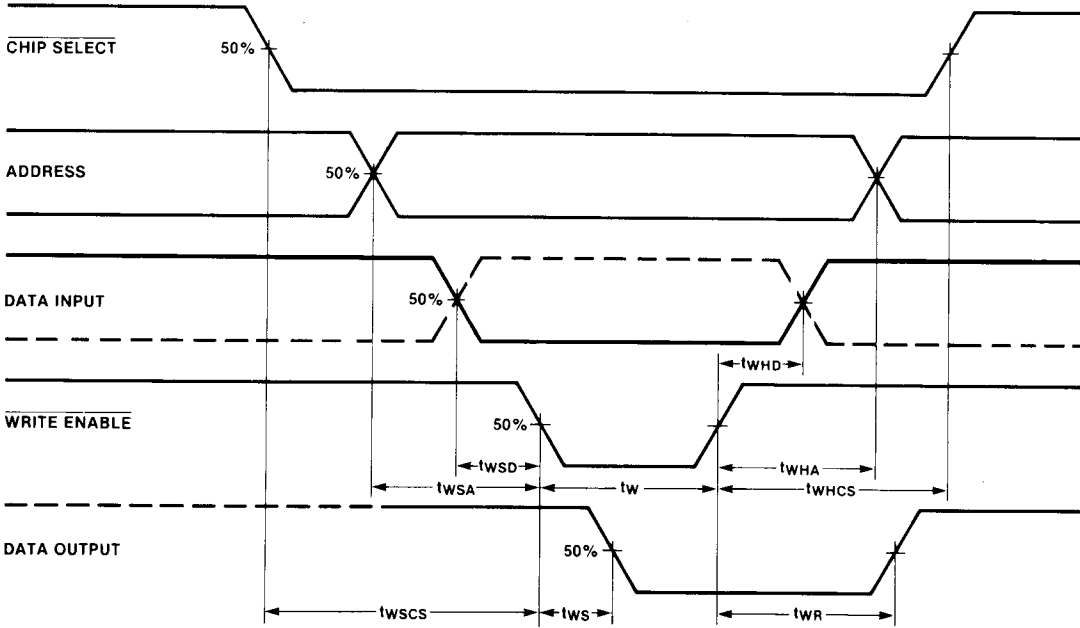 CHIP SELECT
50%
ADDRESS
50%
DATA INPUT
50%
tWHD
WRITE ENABLE
50%
tWSD
tWHA
tWSA
tW
tWHCS
DATA OUTPUT
50%
tWSCS
tWS
tWR